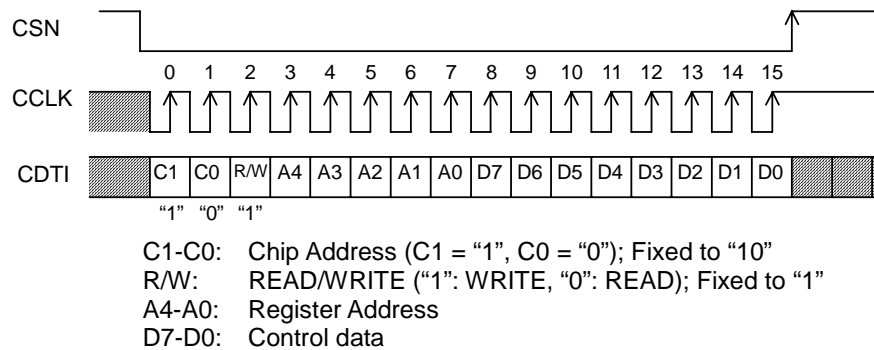 CSN
0 1 2 3 4 5 6 7 8 9 10 11 12 13 14 15
CCLK
CDTI C1 C0 R/W A4 A3 A2 A1 A0 D7 D6 D5 D4 D3 D2 D1 D0
“1” “0” “1”
C1-C0: Chip Address (C1 = “1”, C0 = “0”); Fixed to “10”
R/W: READ/WRITE (“1”: WRITE, “0”: READ); Fixed to “1”
A4-A0: Register Address
D7-D0: Control data